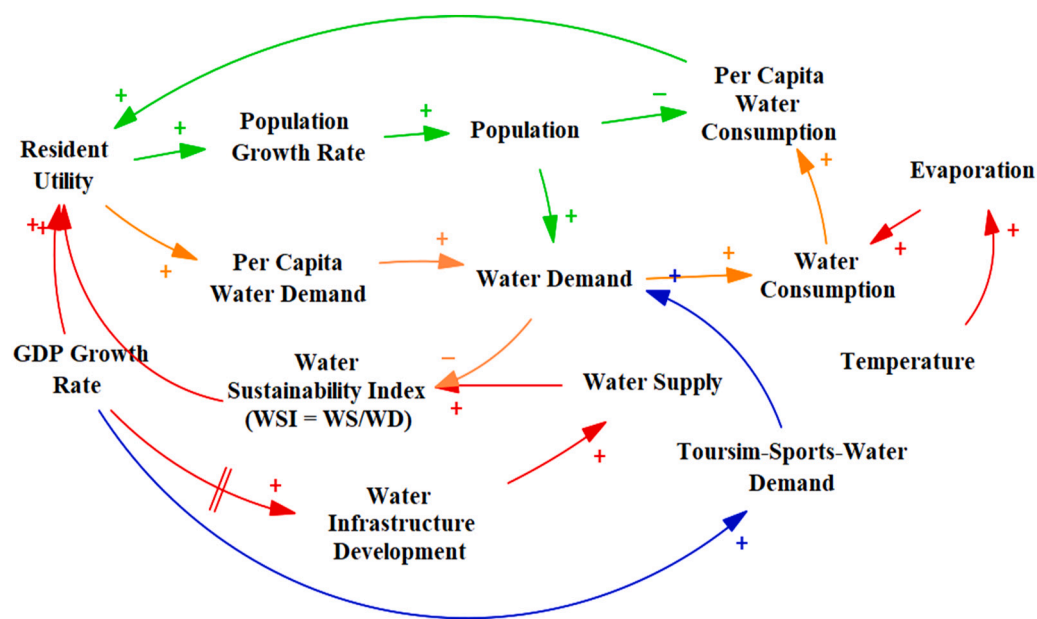 Per Capita
Water
Consumption
+
+
+
−
Population
Growth Rate
Population
Resident
Utility
+
Evaporation
++
+
+
+
+
+
+
Per Capita
Water Demand
Water Demand
+
Water
Consumption
+
GDP Growth
Rate
Water
Sustainability Index
(WSI = WS/WD)
−
+
Water Supply
Temperature
+
Toursim-Sports-Water
Demand
+
Water
Infrastructure
Development
+